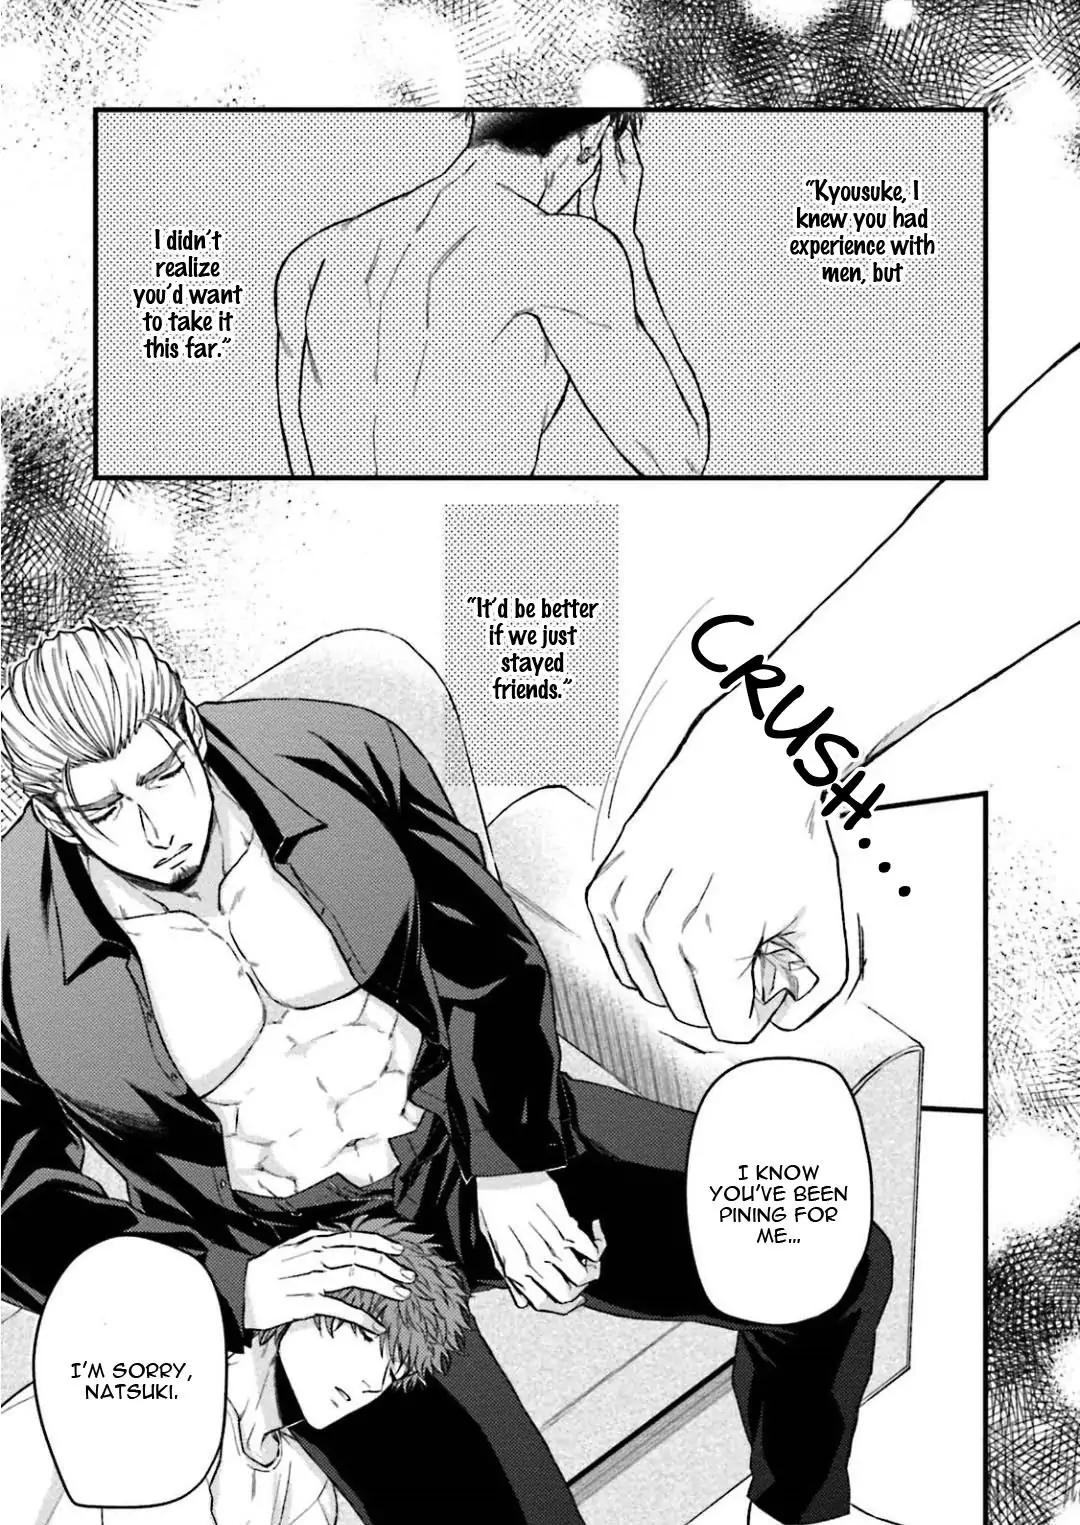 "Kyousuke, I
knew you had
experience with
men, but
I didn't
realize
you'd want
to take it
this far."
"It'd be better
if we just
stayed
friends."
CRUSH...
I KNOW
YOU'VE BEEN
PINING FOR
ME...
I'M SORRY,
NATSUKI.